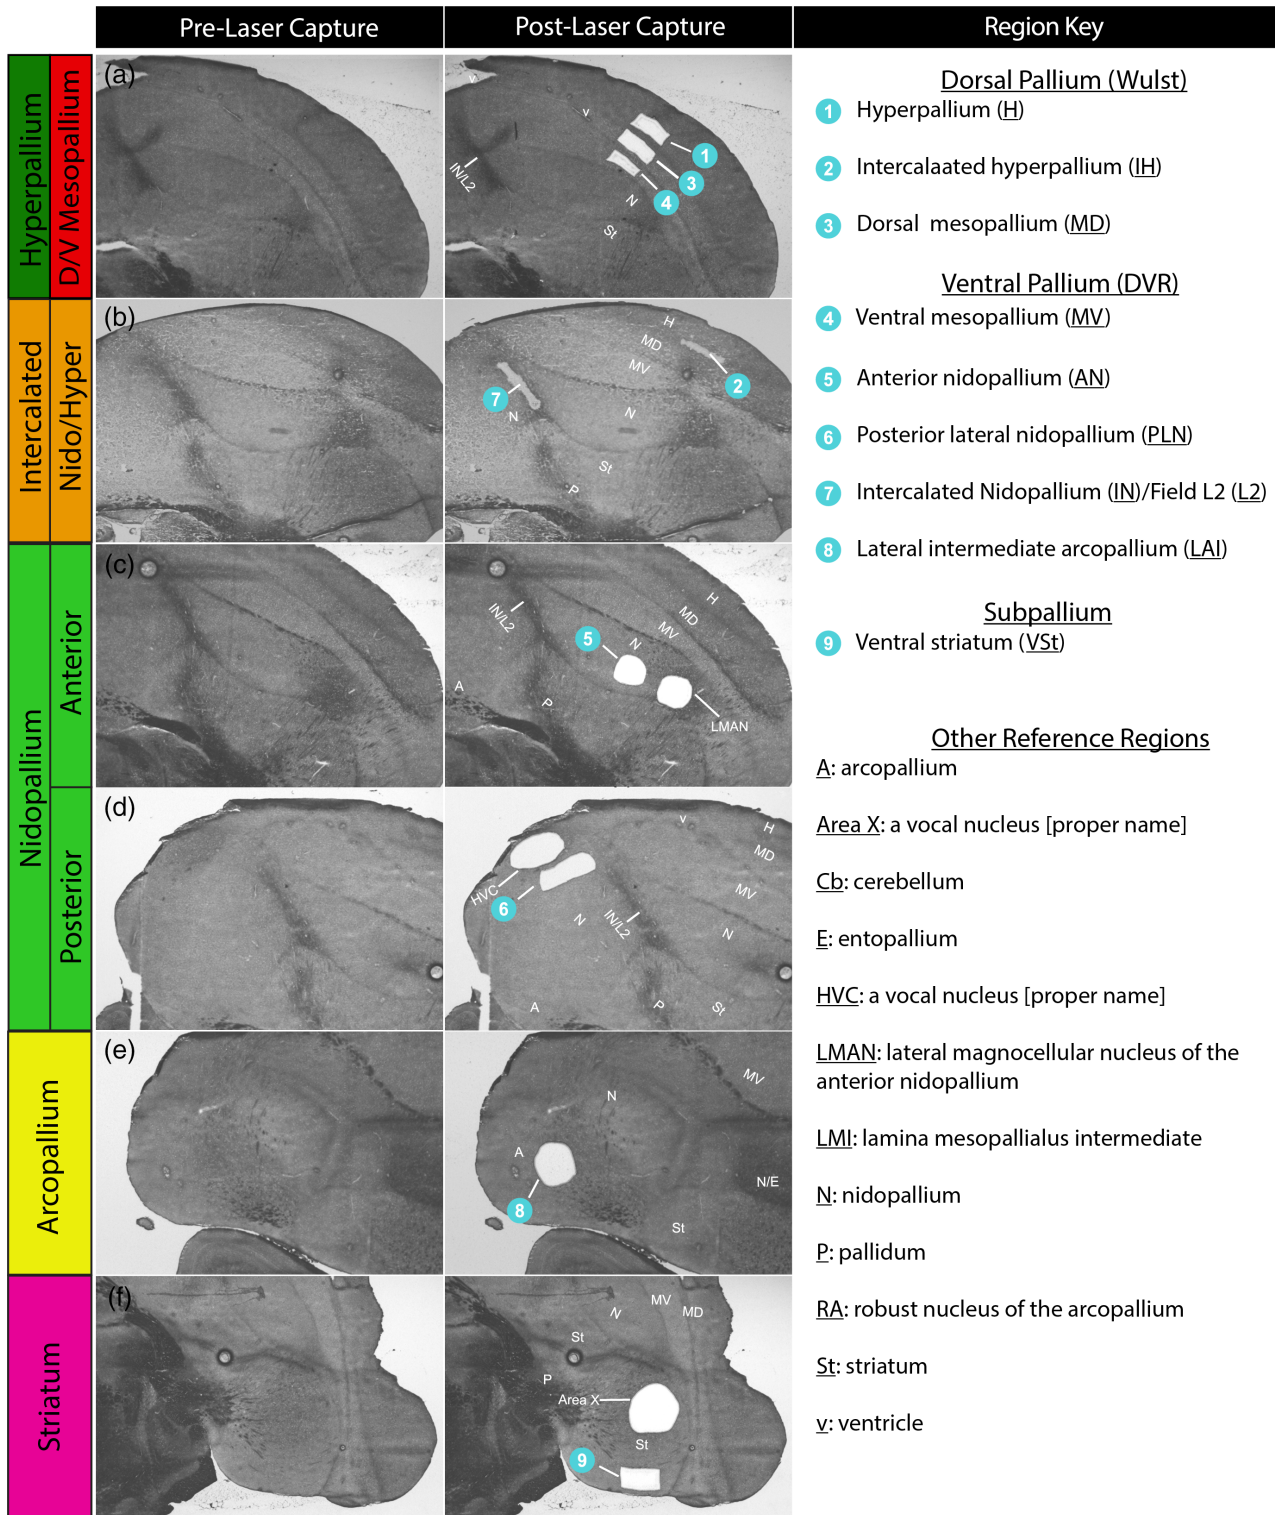 Pre-Laser Capture
Post-Laser Capture
Region Key
Hyperpallium
D/V Mesopallium
(a)
v
v
IN/L2
1
3
4
N
St
Intercalated
Nido/Hyper
(b)
H
MD
MV
2
7
N
N
St
P
Nidopallium
Anterior
(c)
IN/L2
H
MD
MV
N
5
A
P
LMAN
Posterior
(d)
v
H
MD
MV
HVC
6
N
IN/L2
N
A
P
St
Arcopallium
(e)
MV
N
A
N/E
8
St
Striatum
(f)
N
MV
MD
St
P
Area X
St
9
Dorsal Pallium (Wulst)
1 Hyperpallium (H)
2 Intercalaated hyperpallium (IH)
3 Dorsal mesopallium (MD)
Ventral Pallium (DVR)
4 Ventral mesopallium (MV)
5 Anterior nidopallium (AN)
6 Posterior lateral nidopallium (PLN)
7 Intercalated Nidopallium (IN)/Field L2 (L2)
8 Lateral intermediate arcopallium (LAI)
Subpallium
9 Ventral striatum (VSt)
Other Reference Regions
A: arcopallium
Area X: a vocal nucleus [proper name]
Cb: cerebellum
E: entopallium
HVC: a vocal nucleus [proper name]
LMAN: lateral magnocellular nucleus of the
anterior nidopallium
LMI: lamina mesopallialus intermediate
N: nidopallium
P: pallidum
RA: robust nucleus of the arcopallium
St: striatum
v: ventricle